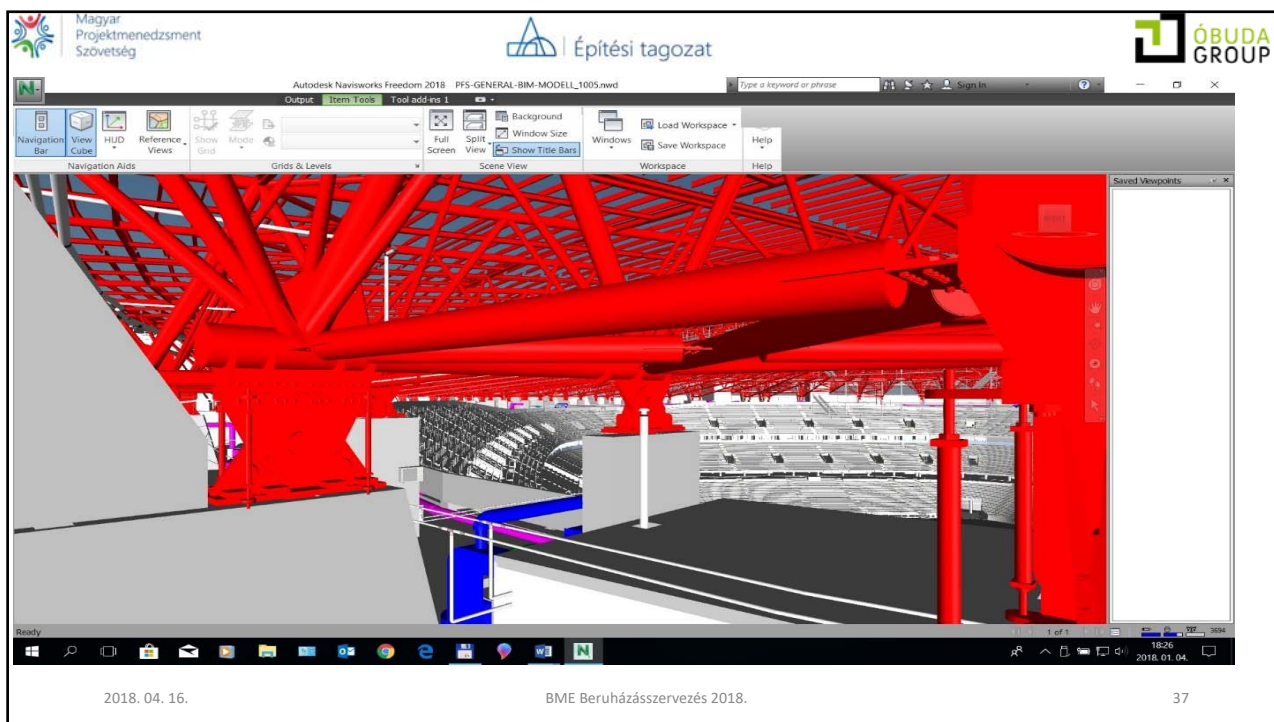 Magyar
Projektmenedzsment
Szövetség
Építési tagozat
ÓBUDA
GROUP
Autodesk Navisworks Freedom 2018 PFS-GENERAL-BIM-MODELL_1005.nwd
Type a keyword or phrase
Sign In
Output Item Tools Tool add-ins 1
Navigation Bar
View Cube
HUD
Reference Views
Show Grid
Mode
Full Screen
Split View
Background
Window Size
Show Title Bars
Windows
Load Workspace
Save Workspace
Help
Navigation Aids
Grids & Levels
Scene View
Workspace
Help
Saved Viewpoints
Ready
1 of 1
3694
18:26
2018. 01. 04.
2018. 04. 16.
BME Beruházásszervezés 2018.
37